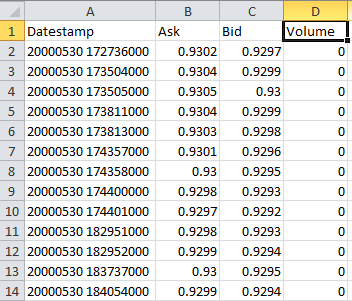 A B C D
1 Datestamp Ask Bid Volume
2 20000530 172736000 0.9302 0.9297 0
3 20000530 173504000 0.9304 0.9299 0
4 20000530 173505000 0.9305 0.93 0
5 20000530 173811000 0.9304 0.9299 0
6 20000530 173813000 0.9303 0.9298 0
7 20000530 174357000 0.9301 0.9296 0
8 20000530 174358000 0.93 0.9295 0
9 20000530 174400000 0.9298 0.9293 0
10 20000530 174401000 0.9297 0.9292 0
11 20000530 182951000 0.9298 0.9293 0
12 20000530 182952000 0.9299 0.9294 0
13 20000530 183737000 0.93 0.9295 0
14 20000530 184054000 0.9299 0.9294 0